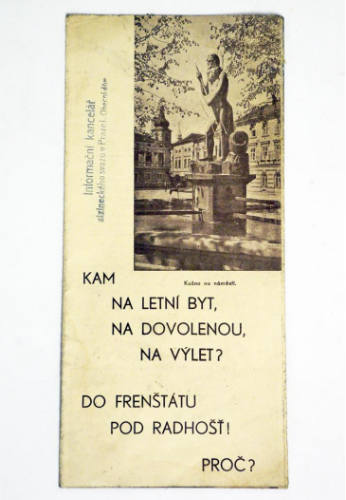 Informační kancelář
Kašna na náměstí.
KAM
NA LETNÍ BYT,
NA DOVOLENOU,
NA VÝLET?
DO FRENŠTÁTU
POD RADHOŠŤ!
PROČ?